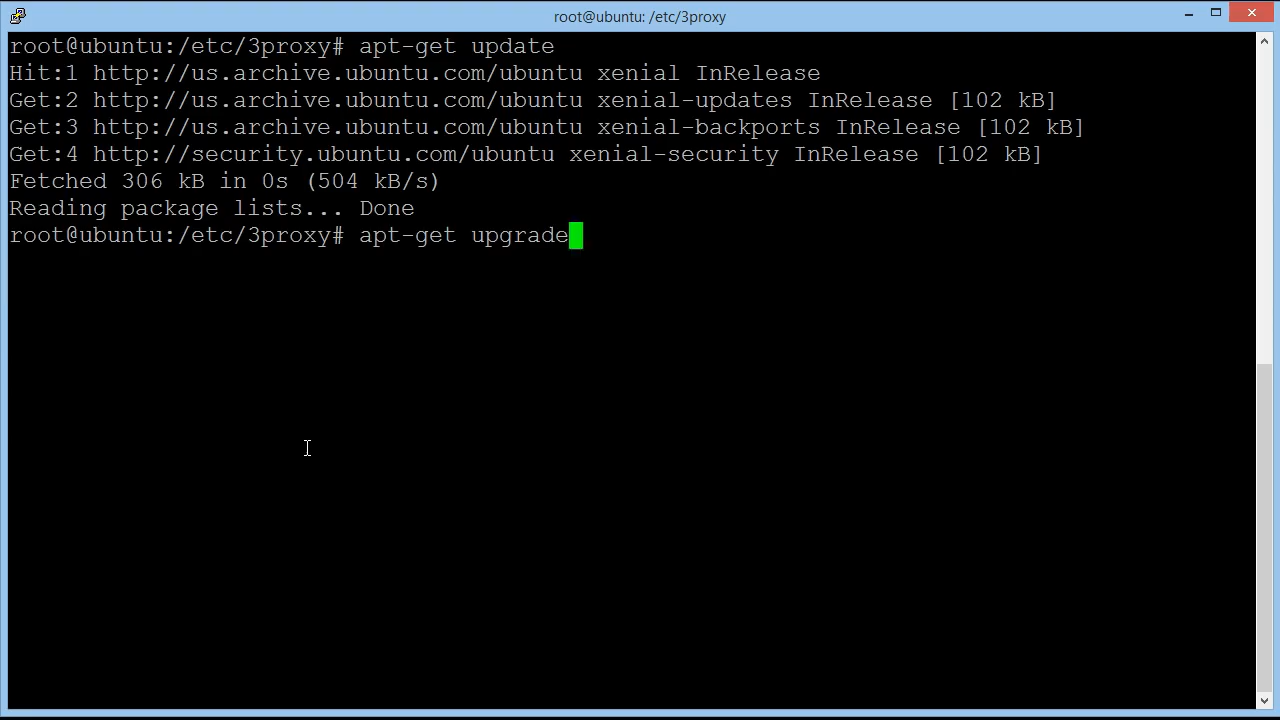 root@ubuntu: /etc/3proxy
root@ubuntu:/etc/3proxy# apt-get update
Hit:1 http://us.archive.ubuntu.com/ubuntu xenial InRelease
Get:2 http://us.archive.ubuntu.com/ubuntu xenial-updates InRelease [102 kB]
Get:3 http://us.archive.ubuntu.com/ubuntu xenial-backports InRelease [102 kB]
Get:4 http://security.ubuntu.com/ubuntu xenial-security InRelease [102 kB]
Fetched 306 kB in 0s (504 kB/s)
Reading package lists... Done
root@ubuntu:/etc/3proxy# apt-get upgrade